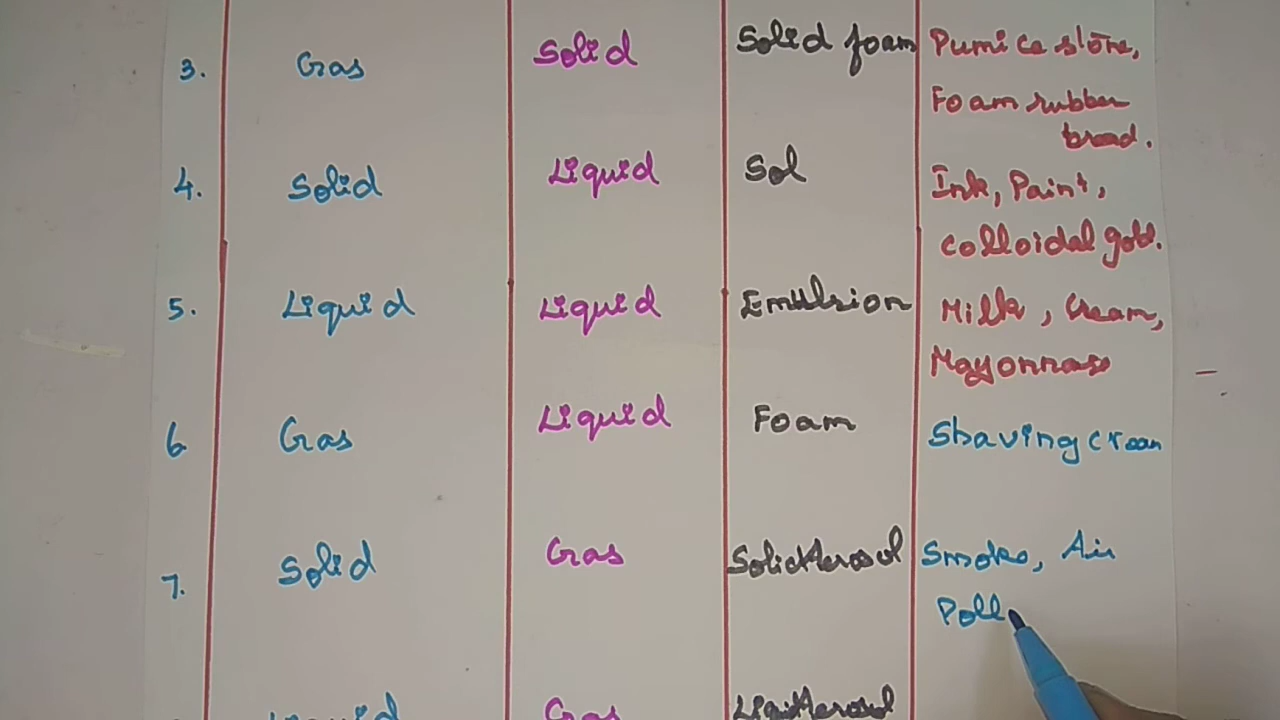 3. Gas Solid Solid foam Pumice stone,
Foam rubber
bread.
4. Solid Liquid Sol Ink, Paint,
colloidal gold.
5. Liquid Liquid Emulsion Milk, Cream,
Mayonnase
6. Gas Liquid Foam Shaving cream
7. Solid Gas Solid Aerosol Smoke, Air
Poll
Liquid Gas Liquid Aerosol